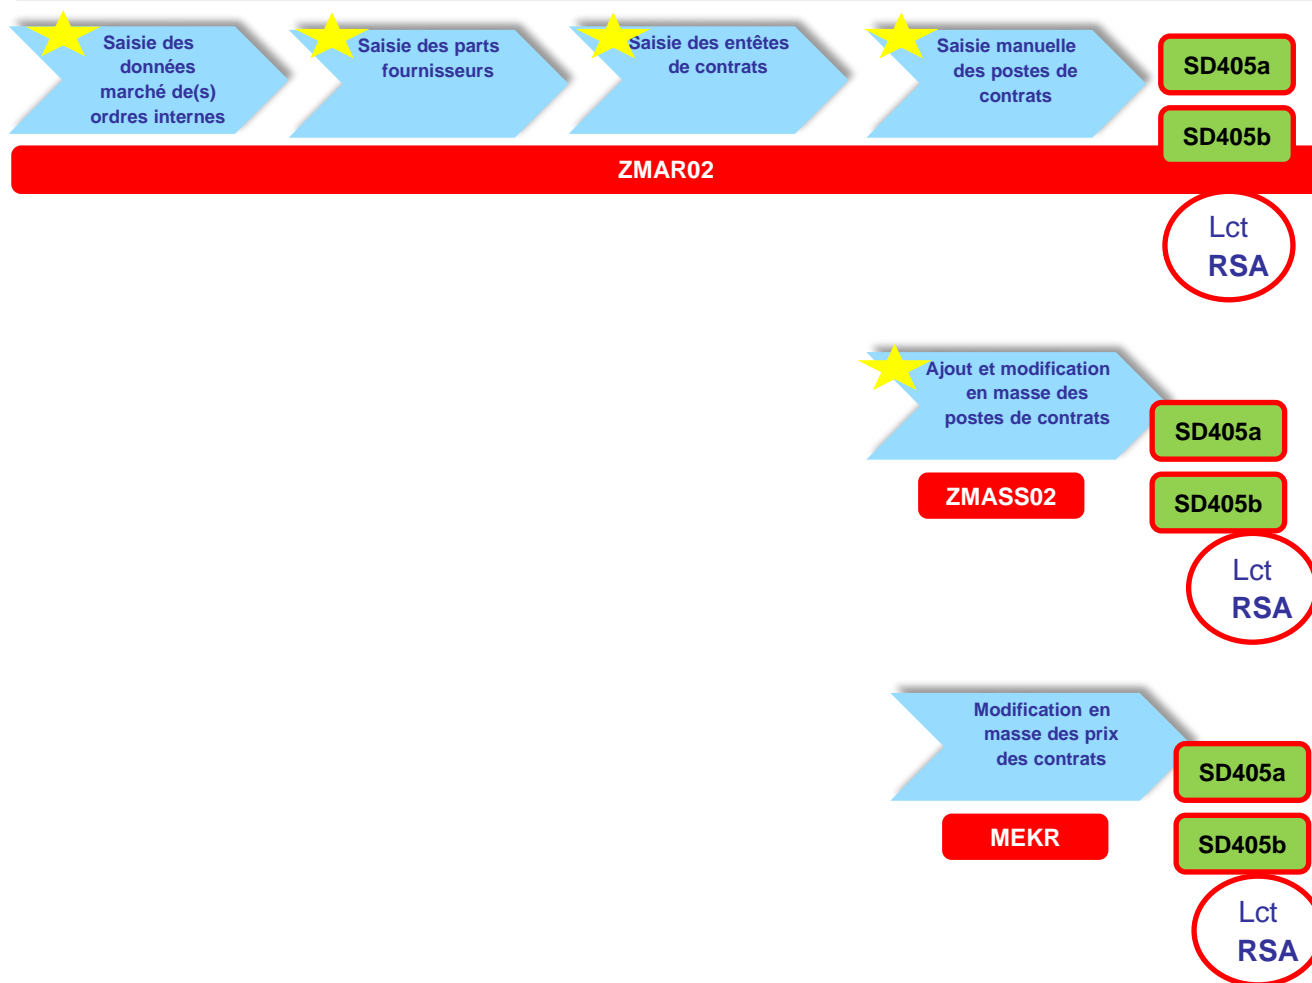 Saisie des
données
marché de(s)
ordres internes
Saisie des parts
fournisseurs
Saisie des entêtes
de contrats
Saisie manuelle
des postes de
contrats
SD405a
SD405b
ZMAR02
Lct
RSA
Ajout et modification
en masse des
postes de contrats
SD405a
ZMASS02
SD405b
Lct
RSA
Modification en
masse des prix
des contrats
SD405a
MEKR
SD405b
Lct
RSA